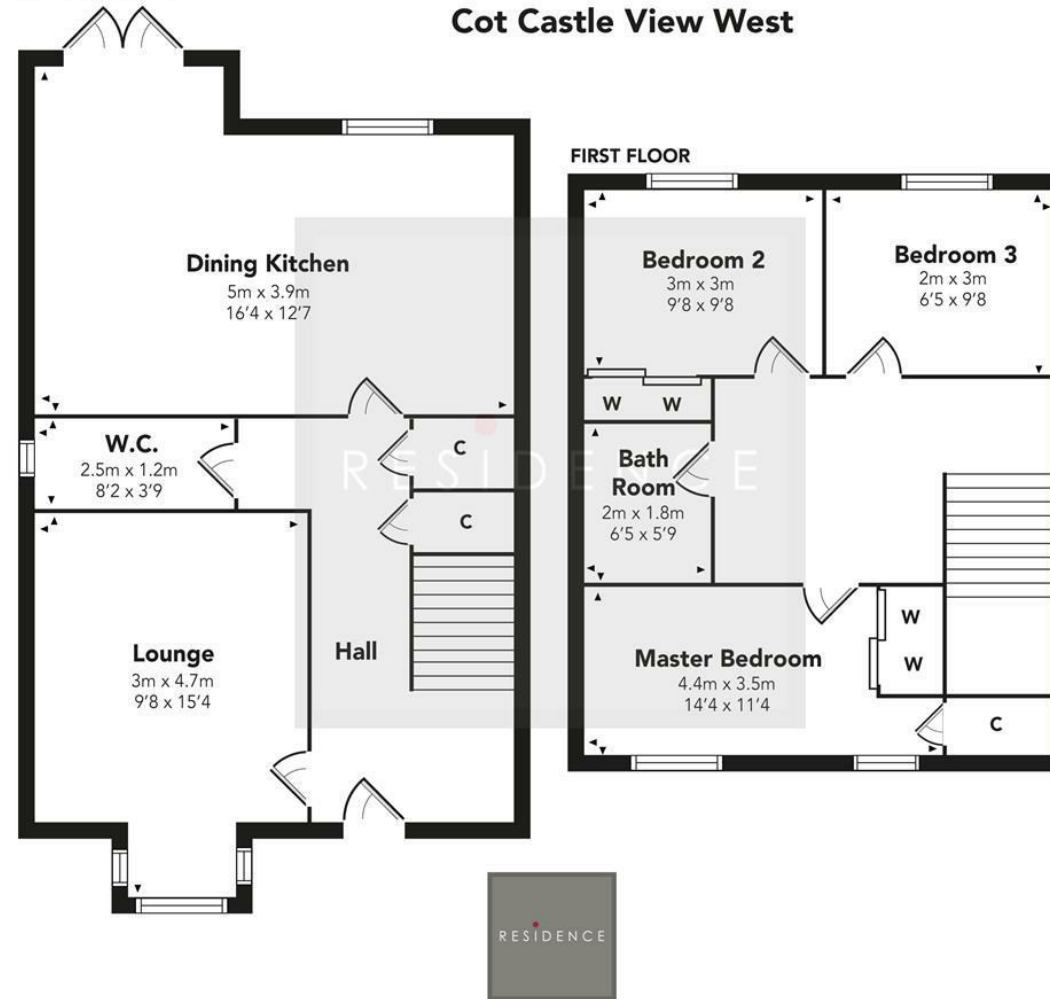 Cot Castle View West
Dining Kitchen
5m x 3.9m
16'4 x 12'7
W.C.
2.5m x 1.2m
8'2 x 3'9
C
C
Lounge
3m x 4.7m
9'8 x 15'4
Hall
FIRST FLOOR
Bedroom 2
3m x 3m
9'8 x 9'8
Bedroom 3
2m x 3m
6'5 x 9'8
W W
Bath
Room
2m x 1.8m
6'5 x 5'9
Master Bedroom
4.4m x 3.5m
14'4 x 11'4
W
W
C
RESIDENCE
RESIDENCE